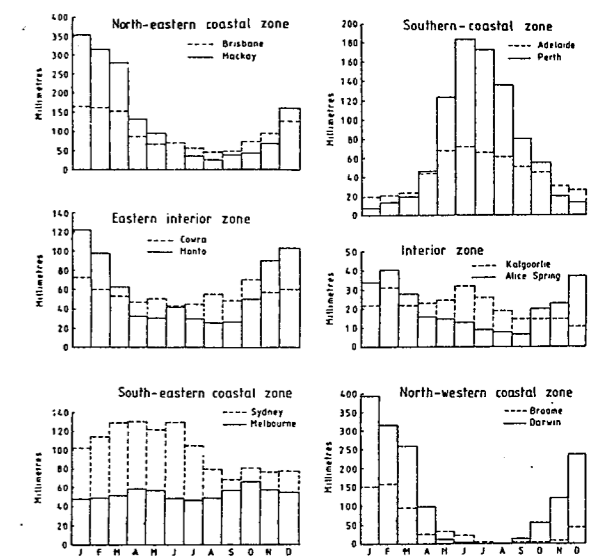 North-eastern coastal zone
Brisbane
Mackay
Millimetres
400
350
300
250
200
150
100
50
0
Southern-coastal zone
Adelaide
Perth
Millimetres
200
180
160
140
120
100
80
60
40
20
0
Eastern interior zone
Cowra
Monto
Millimetres
140
120
100
80
60
40
20
0
Interior zone
Kalgoorlie
Alice Spring
Millimetres
50
40
30
20
10
0
South-eastern coastal zone
Sydney
Melbourne
Millimetres
140
120
100
80
60
40
20
0
J F M A M J J A S O N D
North-western coastal zone
Broome
Darwin
Millimetres
400
350
300
250
200
150
100
50
0
J F M A M J J A S O N D